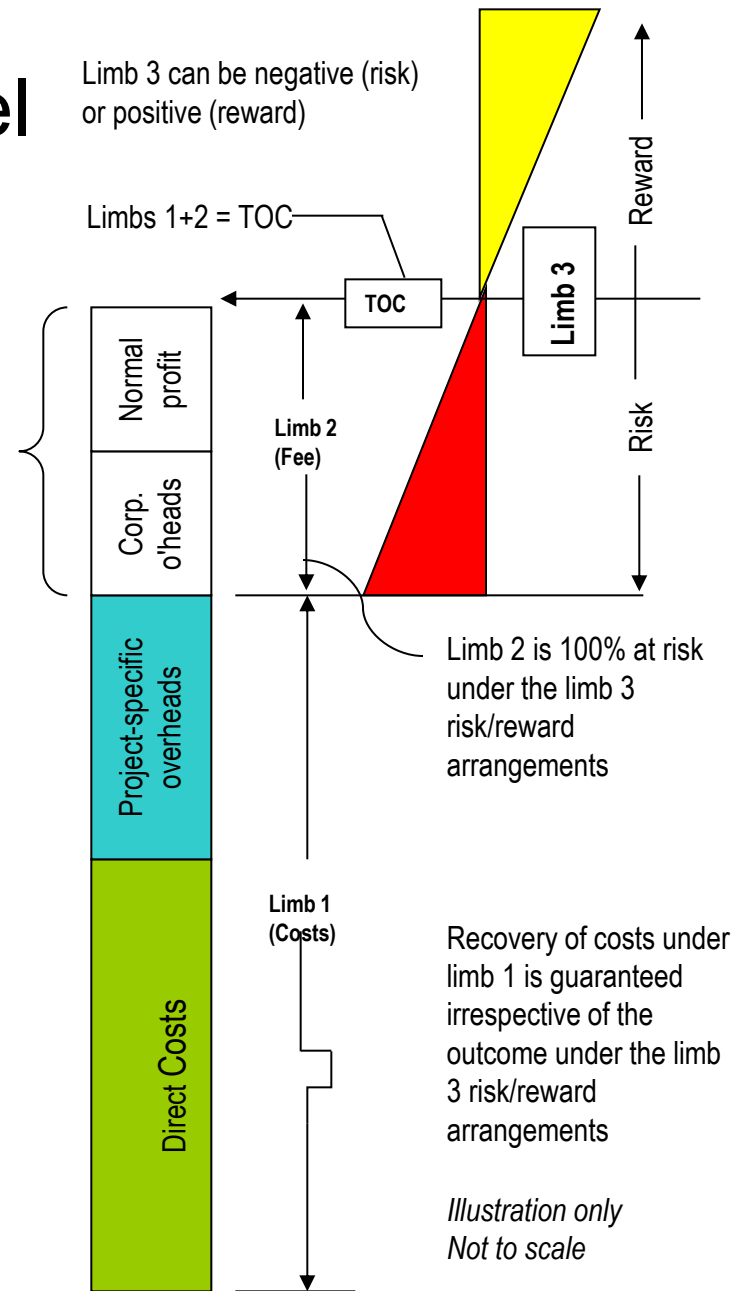 el
Limb 3 can be negative (risk)
or positive (reward)
Limbs 1+2 = TOC
TOC
Limb 3
Reward
Risk
Normal
profit
Corp.
o'heads
Limb 2
(Fee)
Project-specific
overheads
Limb 2 is 100% at risk
under the limb 3
risk/reward
arrangements
Limb 1
(Costs)
Direct Costs
Recovery of costs under
limb 1 is guaranteed
irrespective of the
outcome under the limb
3 risk/reward
arrangements
Illustration only
Not to scale